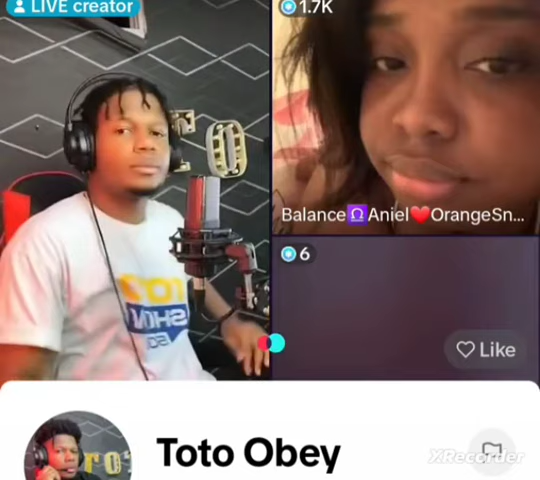 LIVE creator
1.7K
Balance♎Aniel❤️OrangeSn...
6
Like
Toto Obey
XRecorder